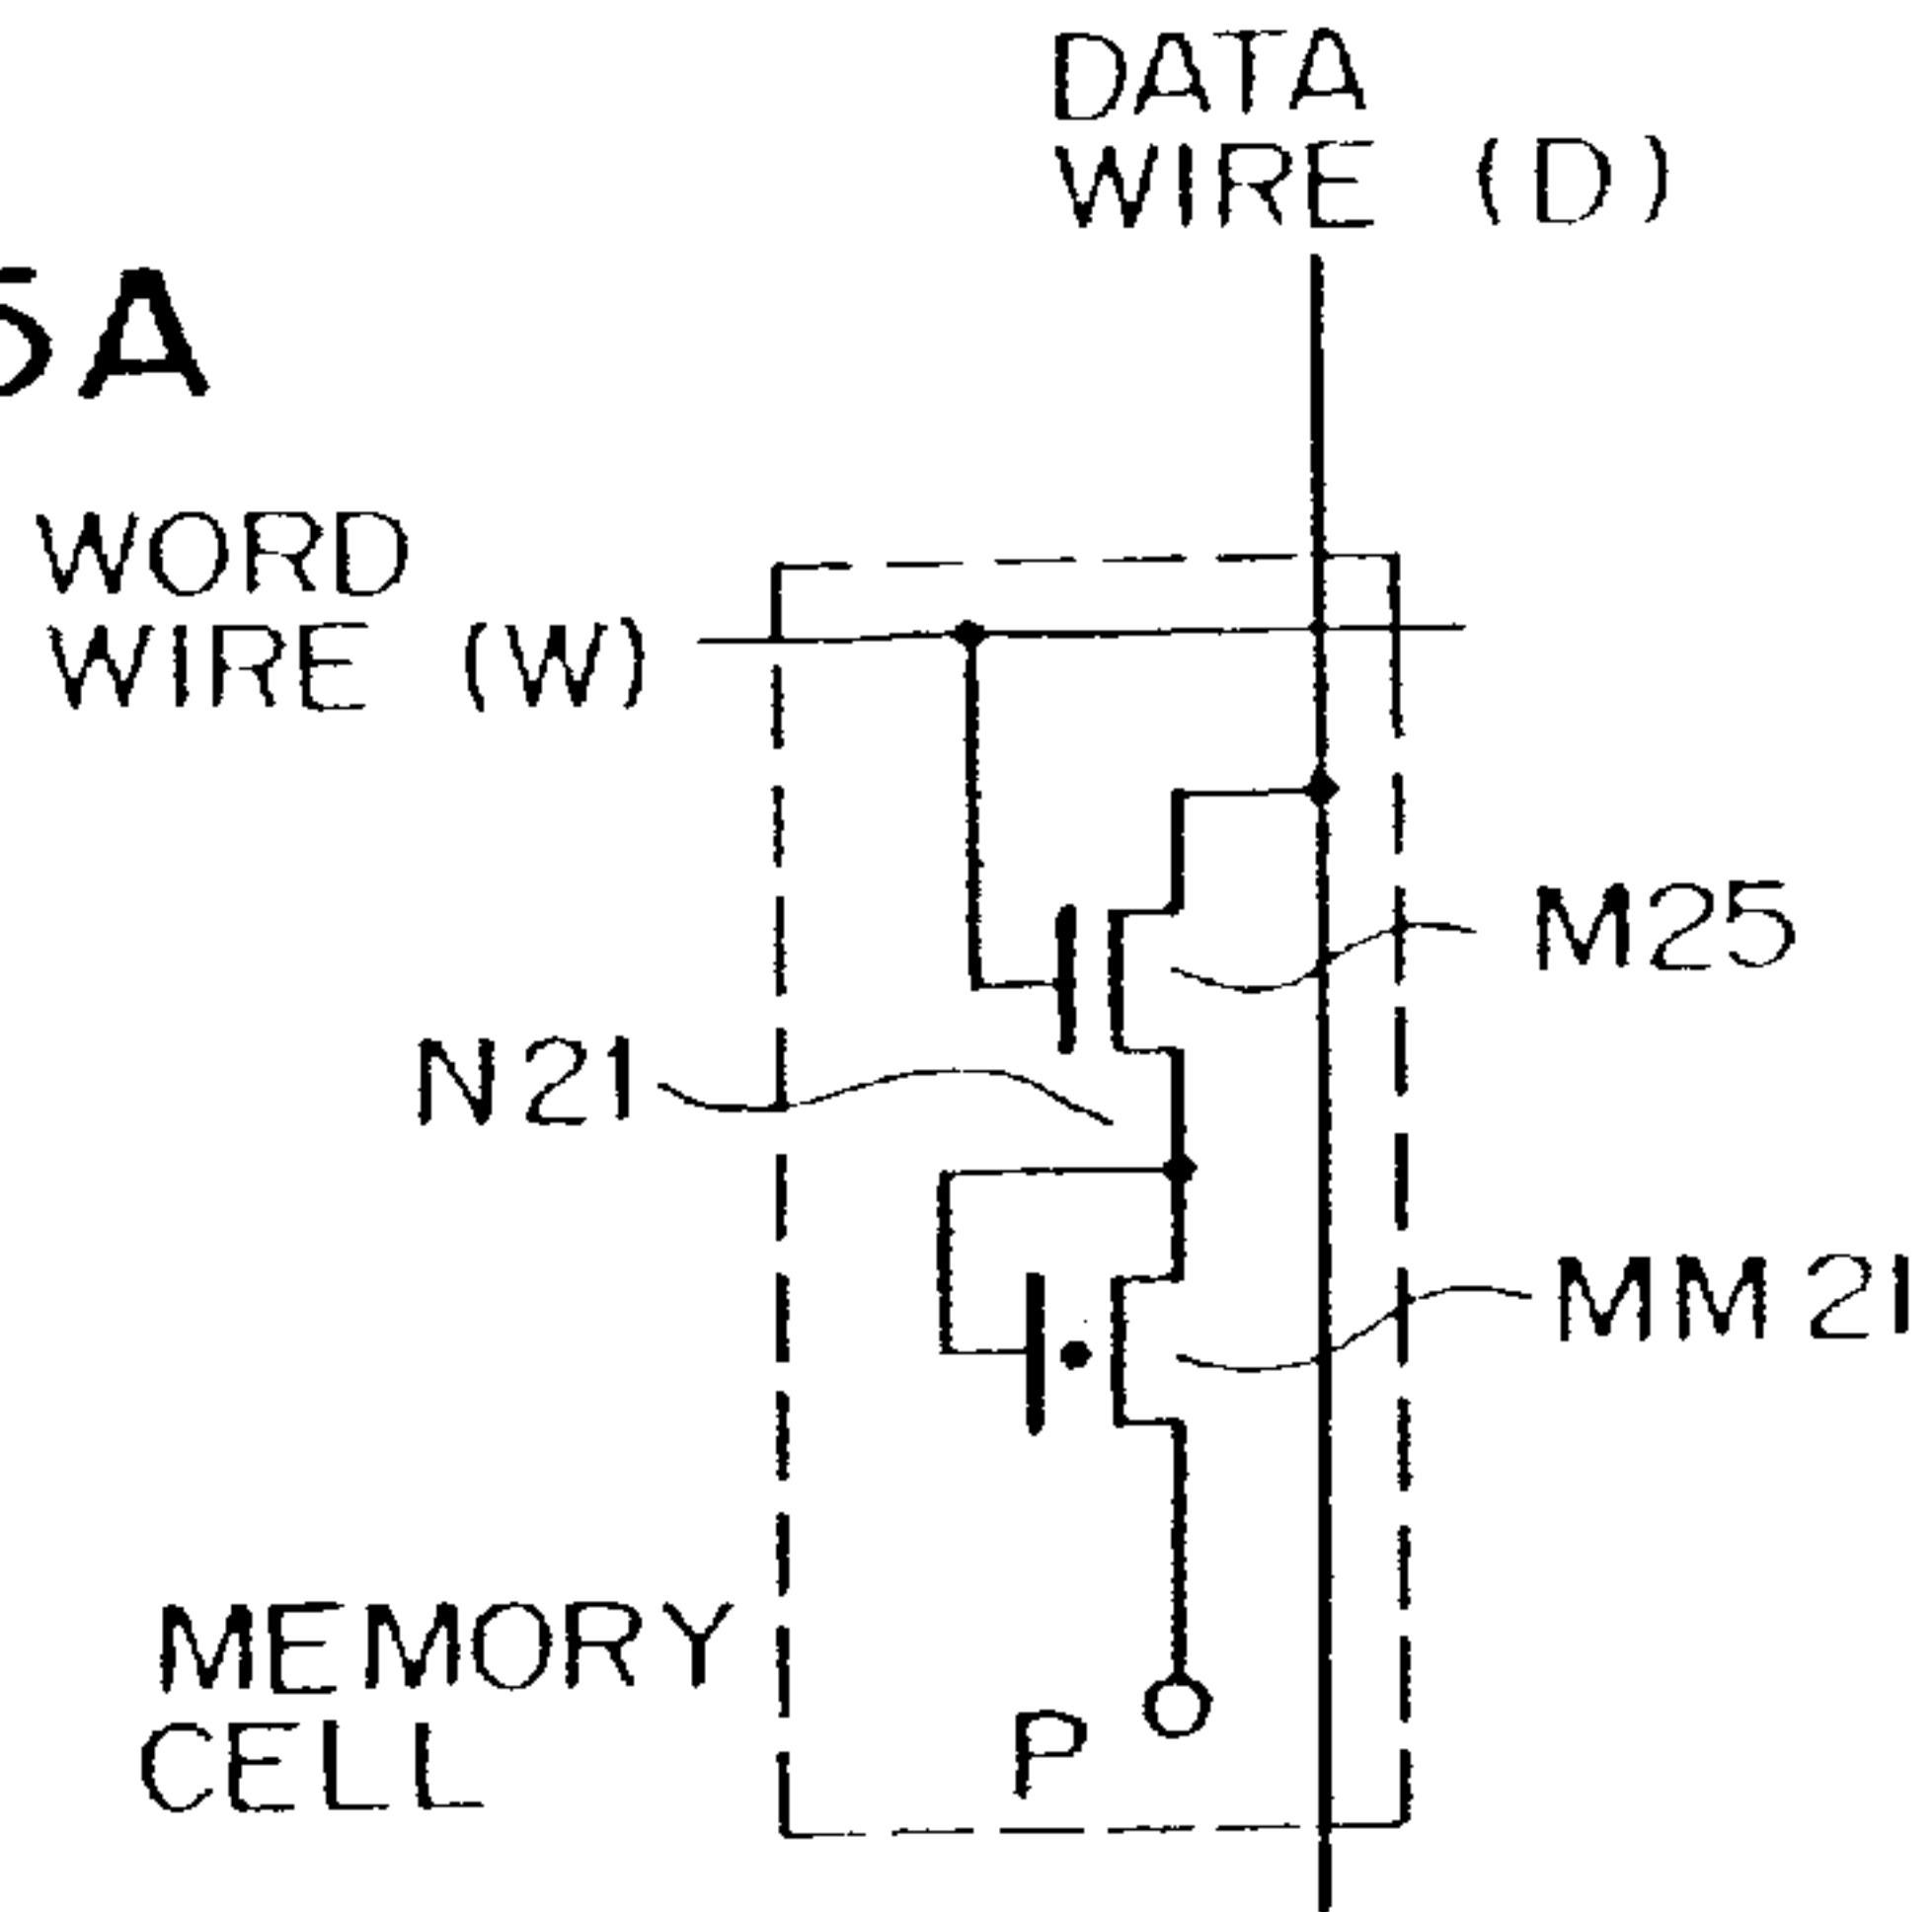 DATA
WIRE (D)
5A
WORD
WIRE (W)
M25
N21
MM21
MEMORY
CELL
P